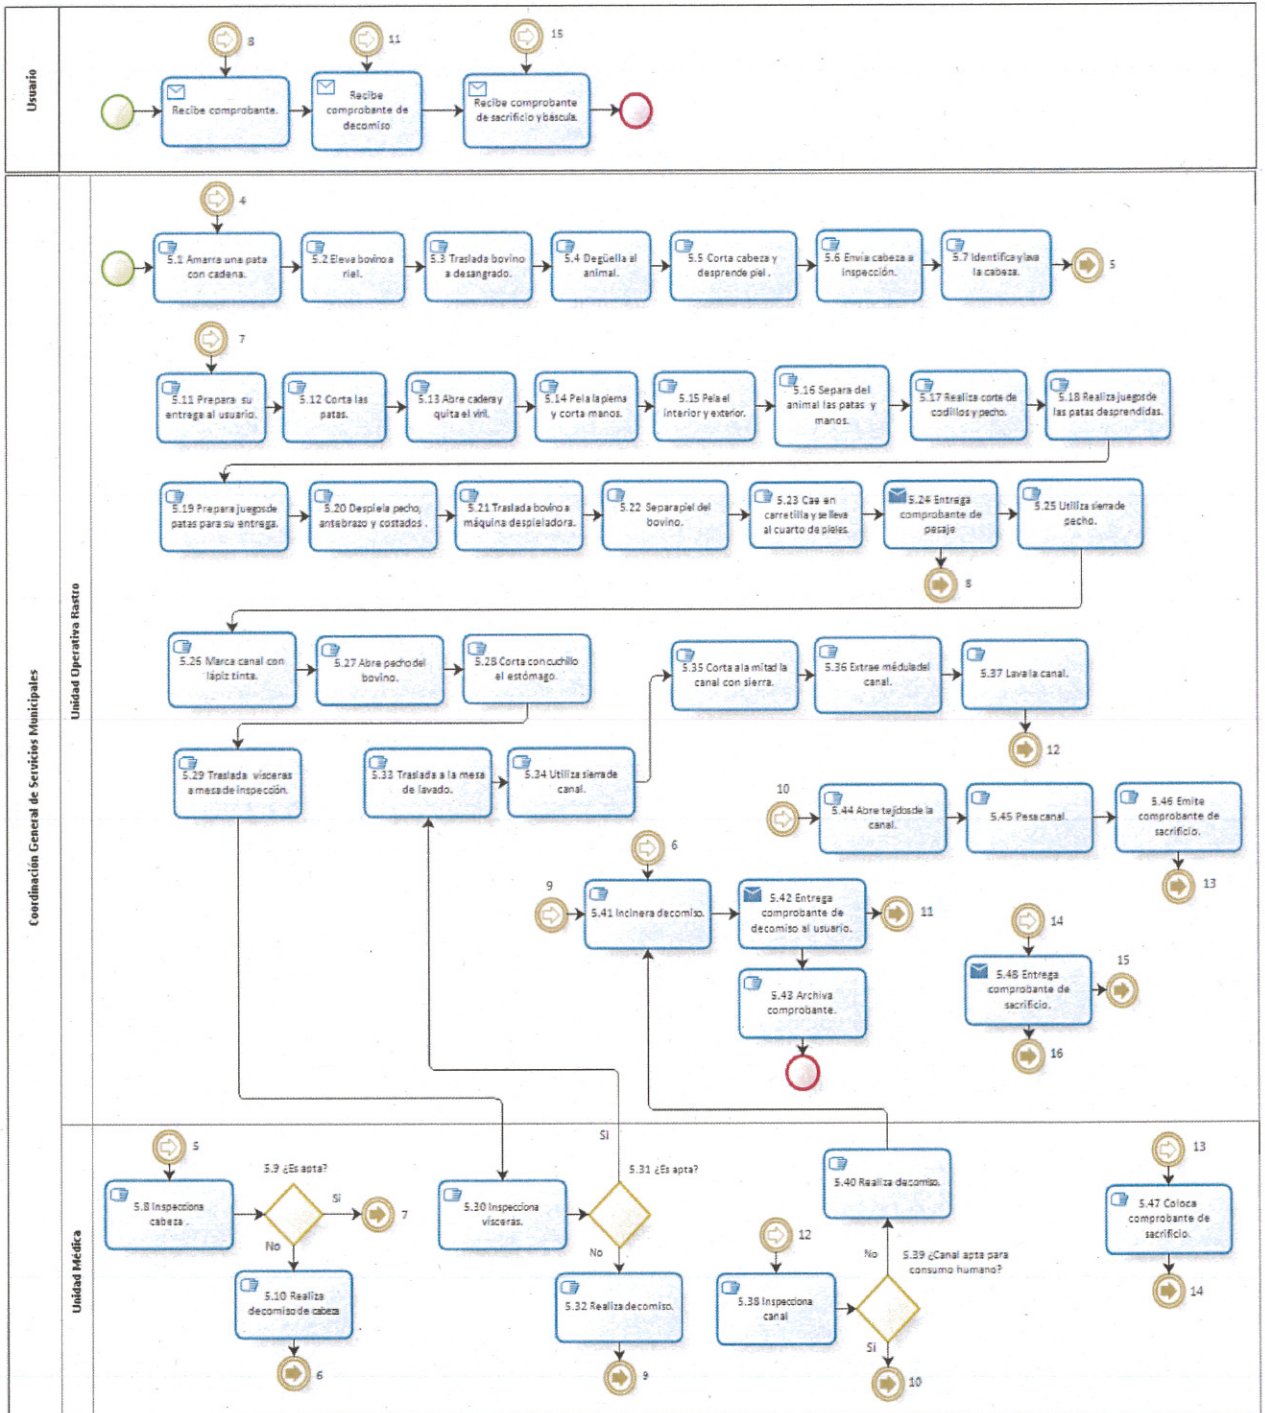 Usuario
8
11
15
Recibe comprobante.
Recibe
comprobante de
decomiso
Recibe comprobante
de sacrificio y báscula.
Coordinación General de Servicios Municipales
Unidad Operativa Rastro
4
5.1 Amarra una pata
con cadena.
5.2 Eleva bovino a
riel.
5.3 Traslada bovino
a desangrado.
5.4 Degüella al
animal.
5.5 Corta cabeza y
desprende piel .
5.6 Envía cabeza a
inspección.
5.7 Identifica y lava
la cabeza.
5
7
5.11 Prepara su
entrega al usuario.
5.12 Corta las
patas.
5.13 Abre cadera y
quita el viril.
5.14 Pela la pierna
y corta manos.
5.15 Pela el
interior y exterior.
5.16 Separa del
animal las patas y
manos.
5.17 Realiza corte de
codillos y pecho.
5.18 Realiza juegos de
las patas desprendidas.
5.19 Prepara juegos de
patas para su entrega.
5.20 Despiela pecho,
antebrazo y costados .
5.21 Traslada bovino a
máquina despieladora.
5.22 Separa piel del
bovino.
5.23 Cae en
carretilla y se lleva
al cuarto de pieles.
5.24 Entrega
comprobante de
pesaje
5.25 Utiliza sierra de
pecho.
8
5.26 Marca canal con
lápiz tinta.
5.27 Abre pecho del
bovino.
5.28 Corta con cuchillo
el estómago.
5.35 Corta a la mitad la
canal con sierra.
5.36 Extrae médula del
canal.
5.37 Lava la canal.
12
5.29 Traslada vísceras
a mesa de inspección.
5.33 Traslada a la mesa
de lavado.
5.34 Utiliza sierra de
canal.
10
5.44 Abre tejidos de la
canal.
5.45 Pesa canal.
5.46 Emite
comprobante de
sacrificio.
13
6
9
5.41 Incinera decomiso.
5.42 Entrega
comprobante de
decomiso al usuario.
11
5.43 Archiva
comprobante.
14
5.48 Entrega
comprobante de
sacrificio.
15
16
Unidad Médica
5
5.8 Inspecciona
cabeza .
5.9 ¿Es apta?
Si
7
No
5.10 Realiza
decomiso de cabeza
6
5.30 Inspecciona
vísceras.
Si
5.31 ¿Es apta?
No
5.32 Realiza decomiso.
9
12
5.38 Inspecciona
canal
5.40 Realiza decomiso.
No
5.39 ¿Canal apta para
consumo humano?
Si
10
13
5.47 Coloca
comprobante de
sacrificio.
14